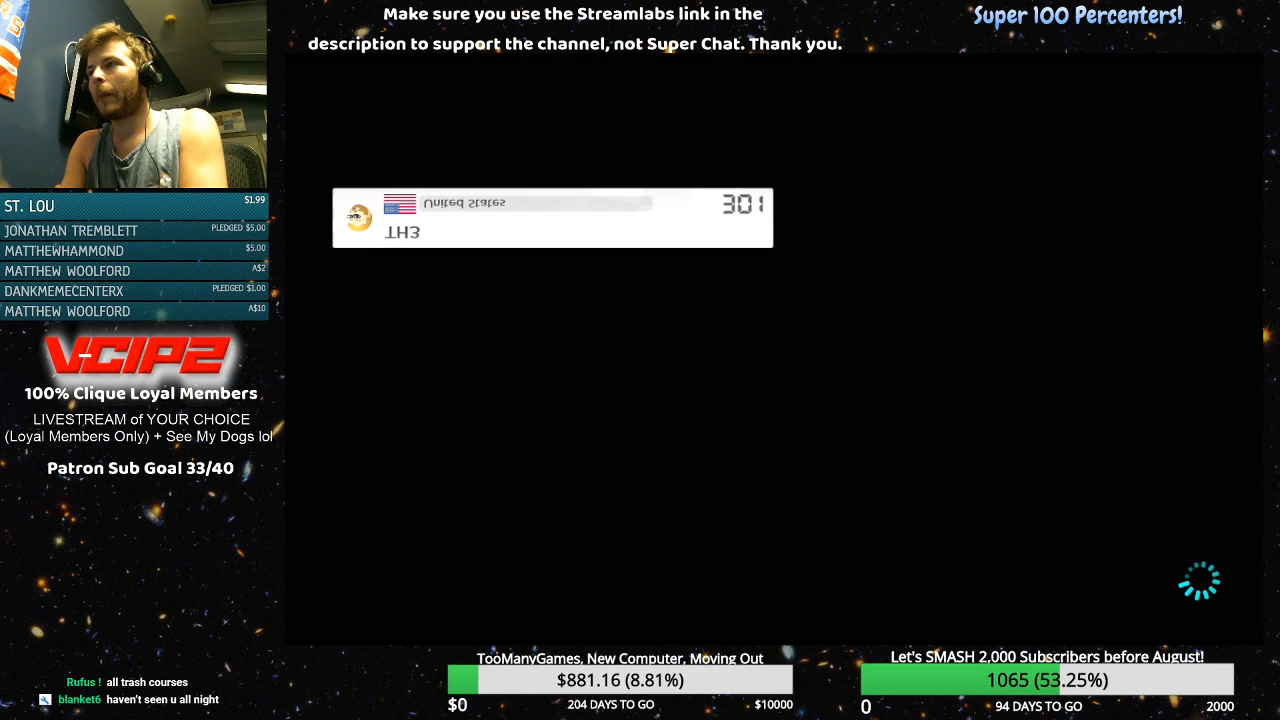 Make sure you use the Streamlabs link in the
description to support the channel, not Super Chat. Thank you.
Super 100 Percenters!
United States
301
TH3
ST. LOU $1.99
JONATHAN TREMBLETT PLEDGED $5.00
MATTHEWHAMMOND $5.00
MATTHEW WOOLFORD A$2
DANKMEMECENTERX PLEDGED $1.00
MATTHEW WOOLFORD A$10
V-CIPZ
100% Clique Loyal Members
LIVESTREAM of YOUR CHOICE
(Loyal Members Only) + See My Dogs lol
Patron Sub Goal 33/40
Rufus ! all trash courses
blanket6 haven't seen u all night
TooManyGames, New Computer, Moving Out
$881.16 (8.81%)
$0 204 DAYS TO GO $10000
Let's SMASH 2,000 Subscribers before August!
1065 (53.25%)
0 94 DAYS TO GO 2000